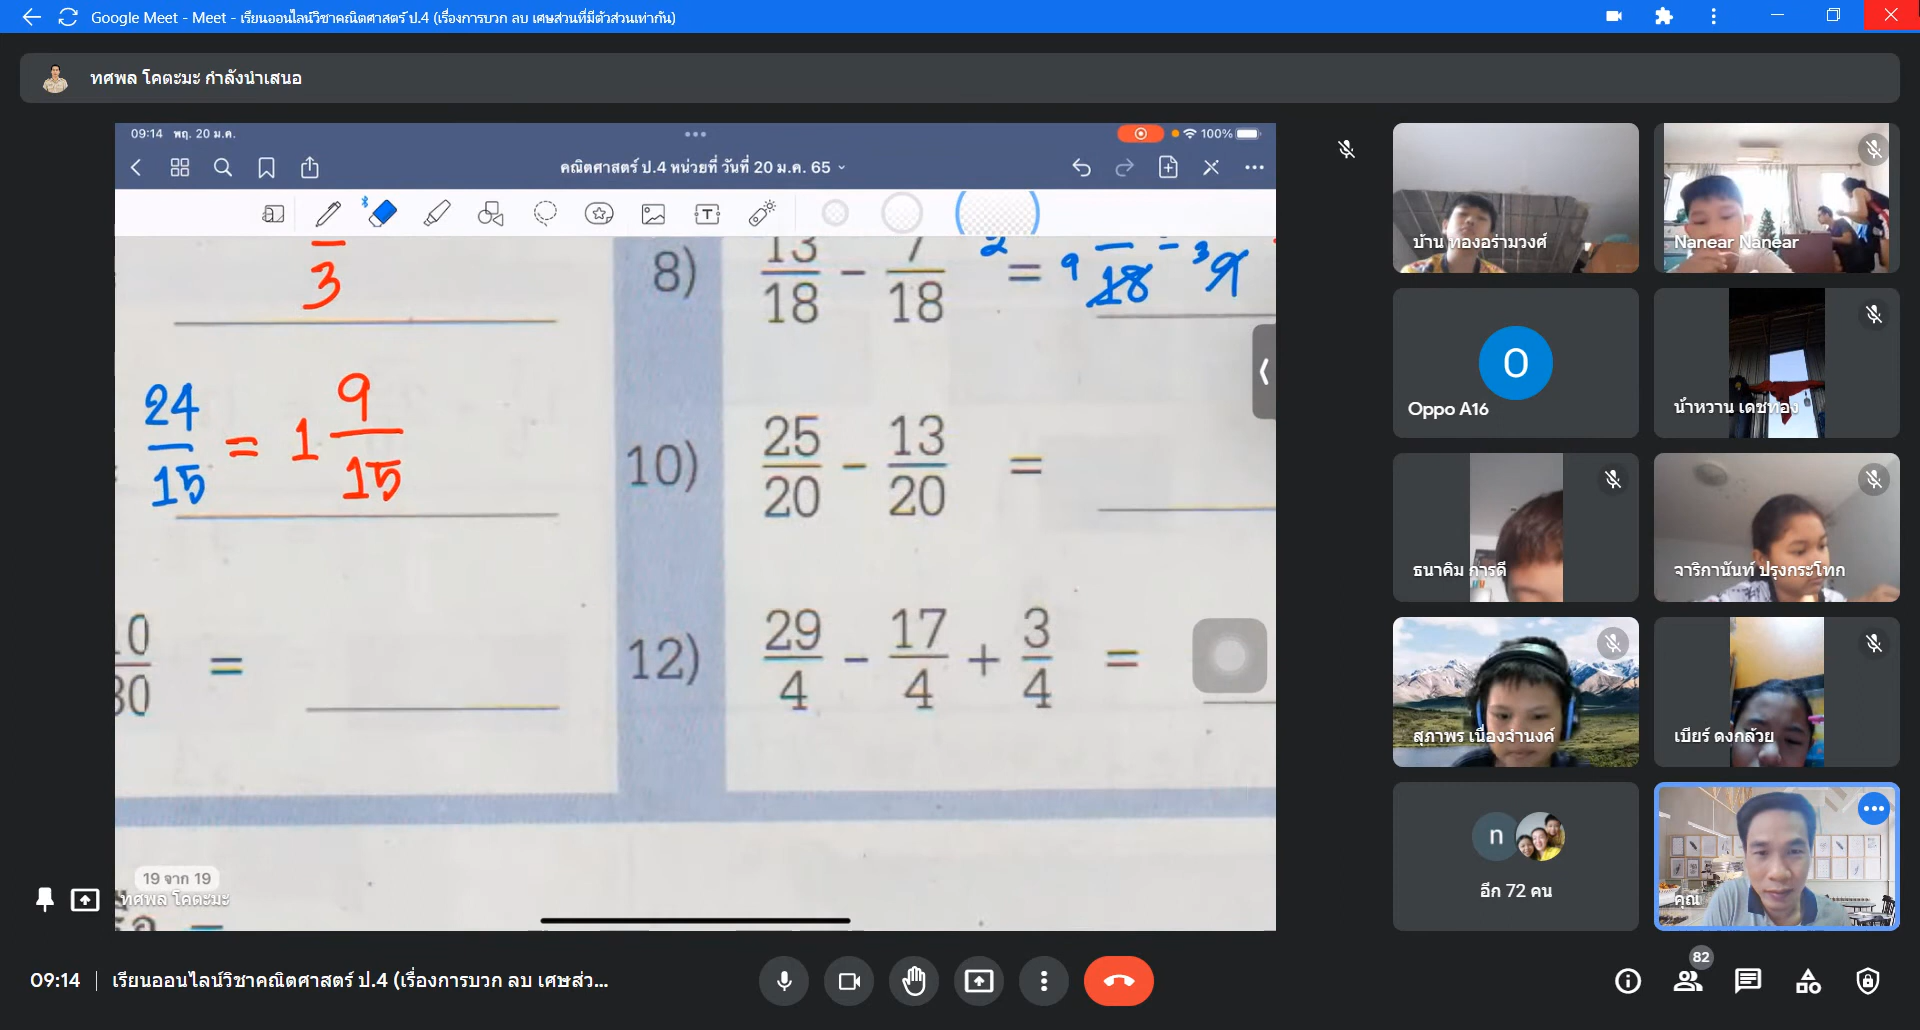 Google Meet - Meet - เรียนออนไลน์วิชาคณิตศาสตร์ ป.4 (เรื่องการบวก ลบ เศษส่วนที่มีตัวส่วนเท่ากัน)
ทศพล โคตะมะ กำลังนำเสนอ
09:14 พฤ. 20 ม.ค.
100%
คณิตศาสตร์ ป.4 หน่วยที่ วันที่ 20 ม.ค. 65
3
8) 13/18 - 7/18 =
2
9 18 3 9
24/15 = 1 9/15
10) 25/20 - 13/20 =
=
12) 29/4 - 17/4 + 3/4 =
19 จาก 19
ทศพล โคตะมะ
บ้าน ทองอร่ามวงศ์
Nanear Nanear
O
Oppo A16
น้ำหวาน เดชทอง
ธนาคิม การดี
จาริกานันท์ ปรุงกระโทก
สุภาพร เนื่องจำนงค์
เบียร์ ดงกล้วย
n
อีก 72 คน
คุณ
09:14 | เรียนออนไลน์วิชาคณิตศาสตร์ ป.4 (เรื่องการบวก ลบ เศษส่ว...
82